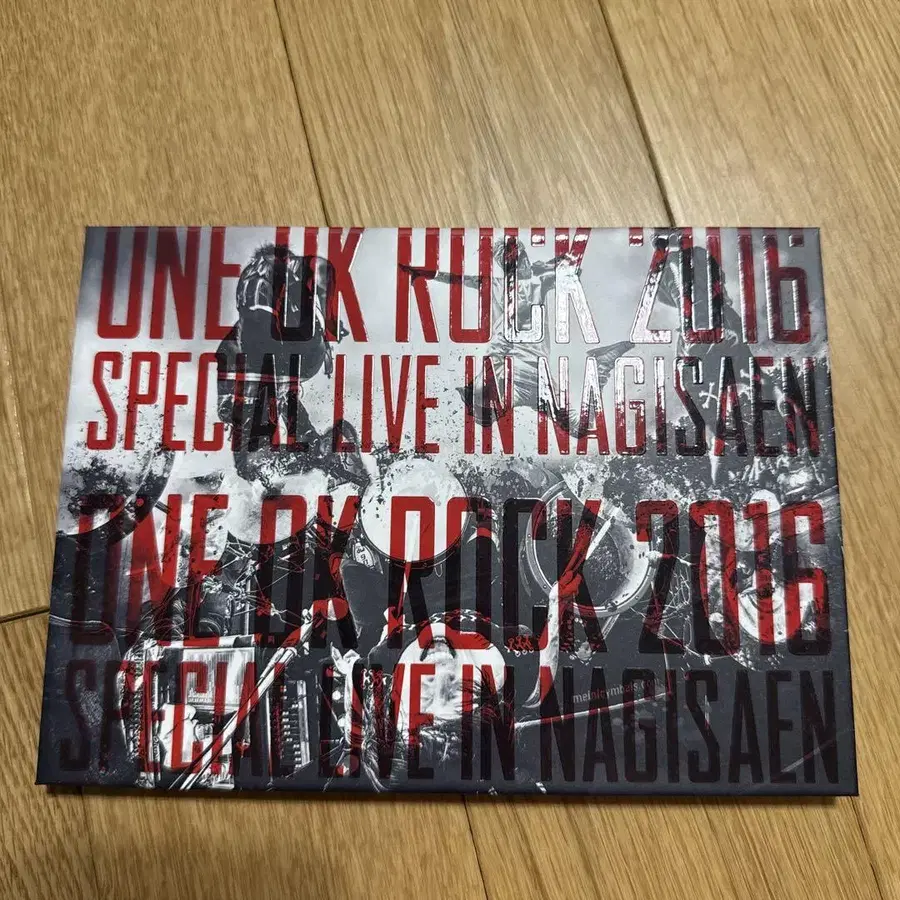 ONE OK ROCK 2016
SPECIAL LIVE IN NAGISAEN
ONE OK ROCK 2016
SPECIAL LIVE IN NAGISAEN